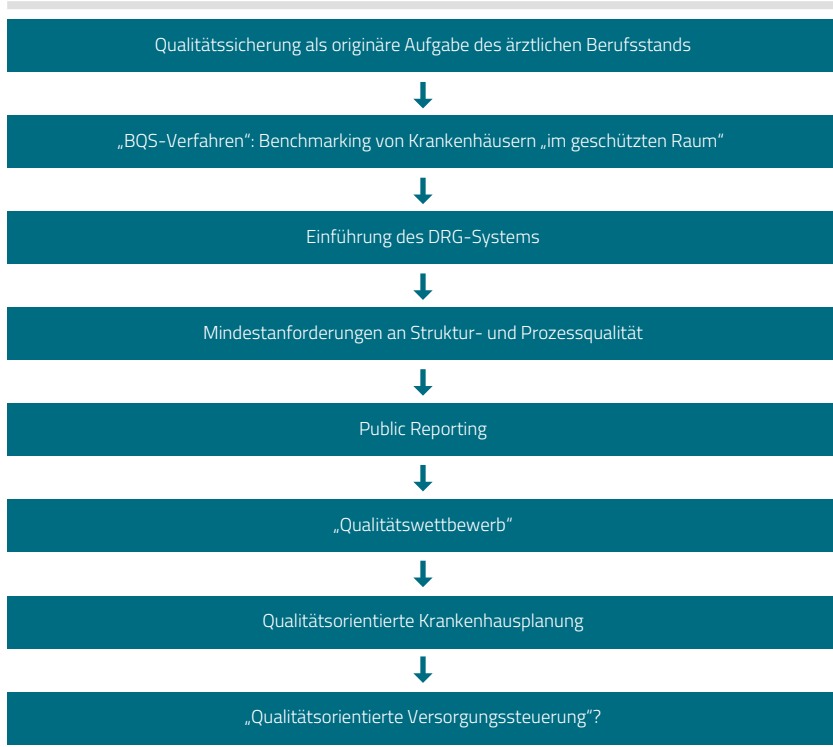 Qualitätssicherung als originäre Aufgabe des ärztlichen Berufsstands
„BQS-Verfahren“: Benchmarking von Krankenhäusern „im geschützten Raum“
Einführung des DRG-Systems
Mindestanforderungen an Struktur- und Prozessqualität
Public Reporting
„Qualitätswettbewerb“
Qualitätsorientierte Krankenhausplanung
„Qualitätsorientierte Versorgungssteuerung“?